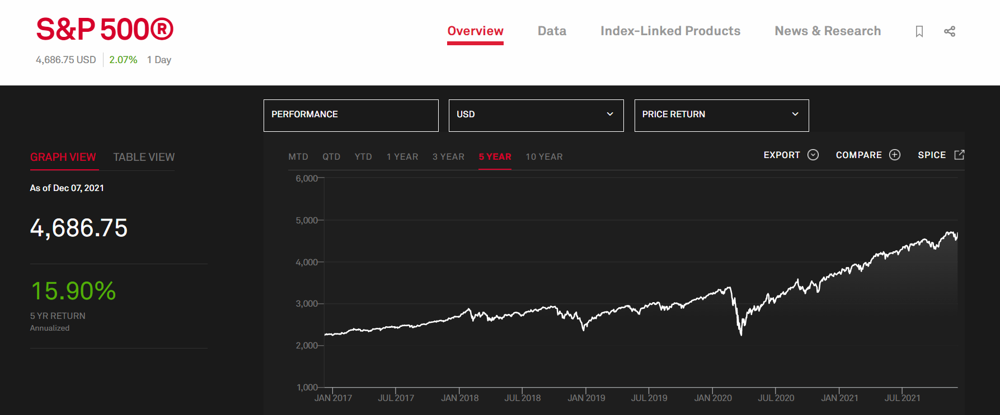 S&P 500®
Overview Data Index-Linked Products News & Research
4,686.75 USD 2.07% 1 Day
PERFORMANCE USD PRICE RETURN
GRAPH VIEW TABLE VIEW
MTD QTD YTD 1 YEAR 3 YEAR 5 YEAR 10 YEAR
EXPORT COMPARE SPICE
As of Dec 07, 2021
4,686.75
15.90%
5 YR RETURN
Annualized
6,000
5,000
4,000
3,000
2,000
1,000
JAN 2017 JUL 2017 JAN 2018 JUL 2018 JAN 2019 JUL 2019 JAN 2020 JUL 2020 JAN 2021 JUL 2021